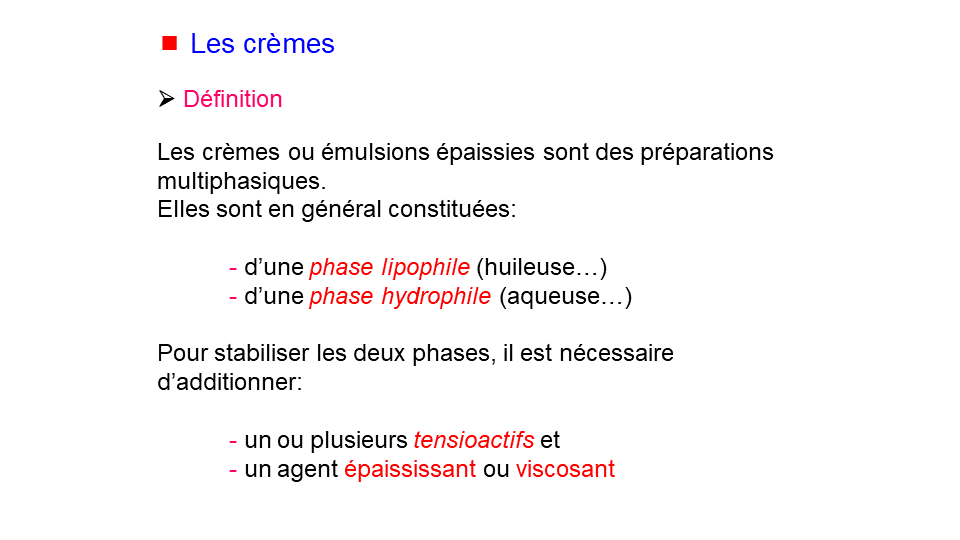 Les crèmes
Définition
Les crèmes ou émulsions épaissies sont des préparations
multiphasiques.
Elles sont en général constituées:
- d’une phase lipophile (huileuse…)
- d’une phase hydrophile (aqueuse…)
Pour stabiliser les deux phases, il est nécessaire
d’additionner:
- un ou plusieurs tensioactifs et
- un agent épaississant ou viscosant